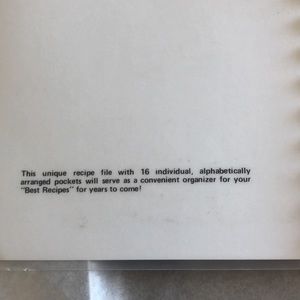 This unique recipe file with 16 individual, alphabetically
arranged pockets will serve as a convenient organizer for your
"Best Recipes" for years to come!